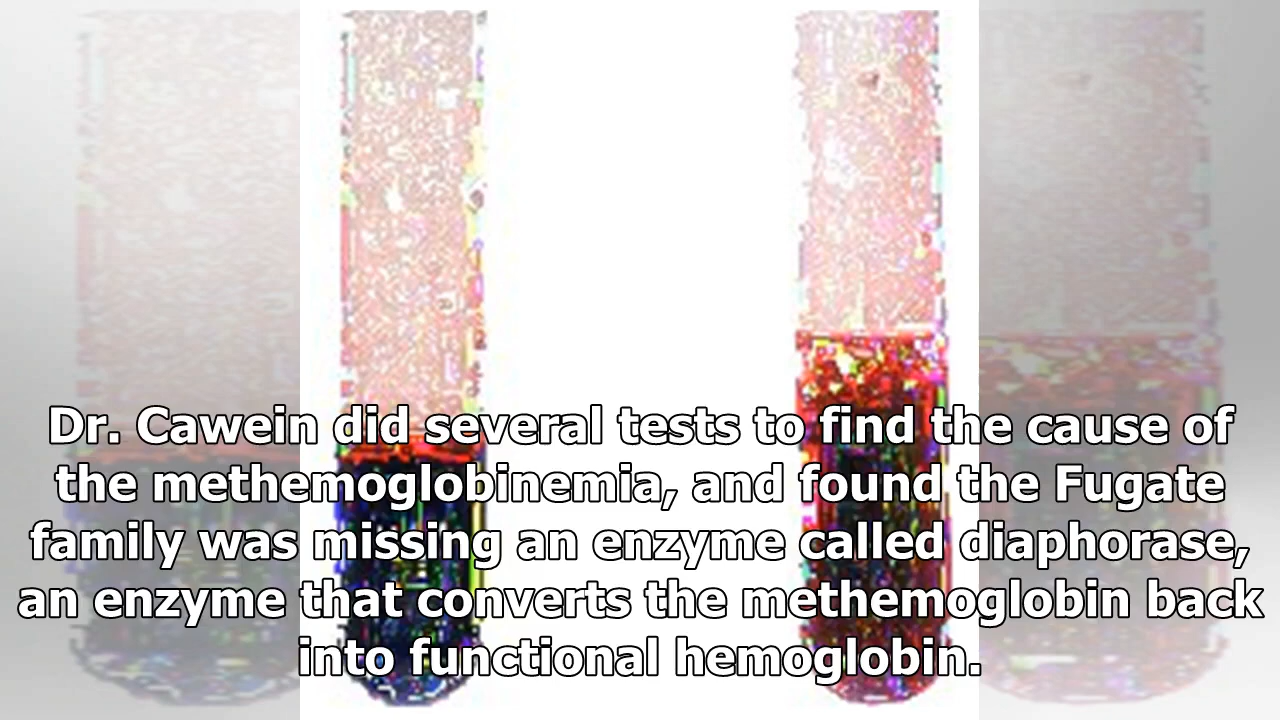 Dr. Cawein did several tests to find the cause of
the methemoglobinemia, and found the Fugate
family was missing an enzyme called diaphorase,
an enzyme that converts the methemoglobin back
into functional hemoglobin.